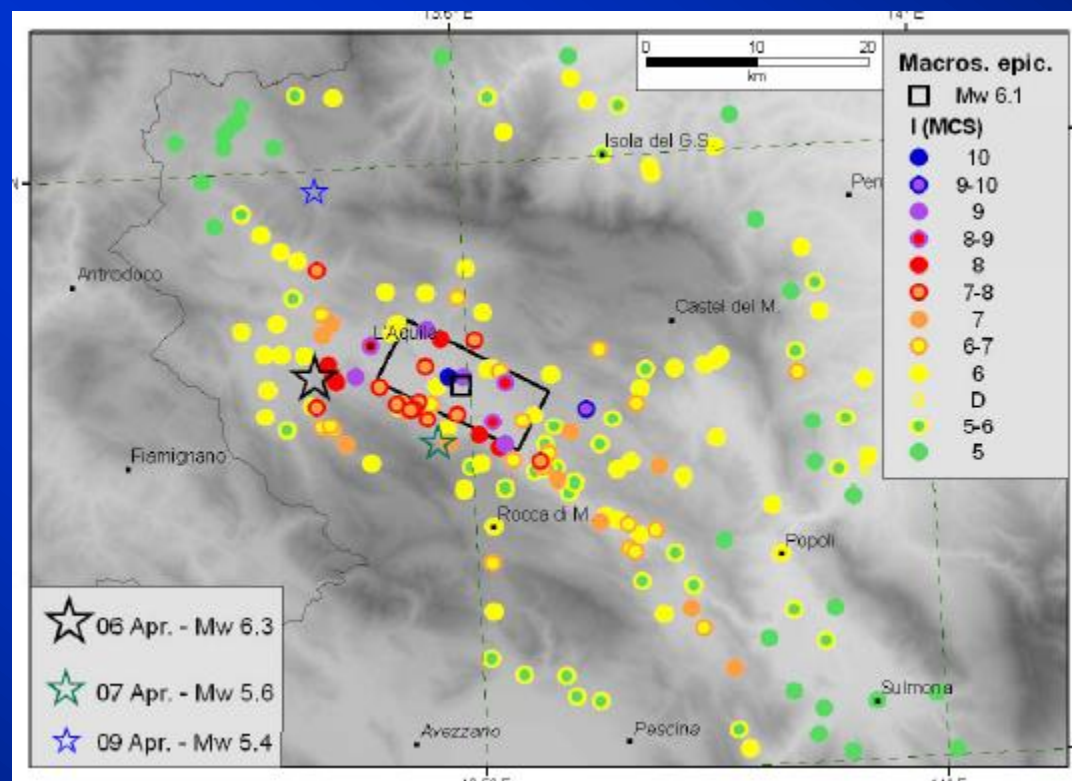 14° E
0 10 20
km
Macros. epic.
Mw 6.1
I (MCS)
10
9-10
9
8-9
8
7-8
7
6-7
6
D
5-6
5
Isola del G.S.
N
Pen
Antrodoco
Castel del M.
L'Aquila
Fiamignano
Rocca di M.
Popoli
06 Apr. - Mw 6.3
07 Apr. - Mw 5.6
09 Apr. - Mw 5.4
Sulmona
Avezzano
Pescina